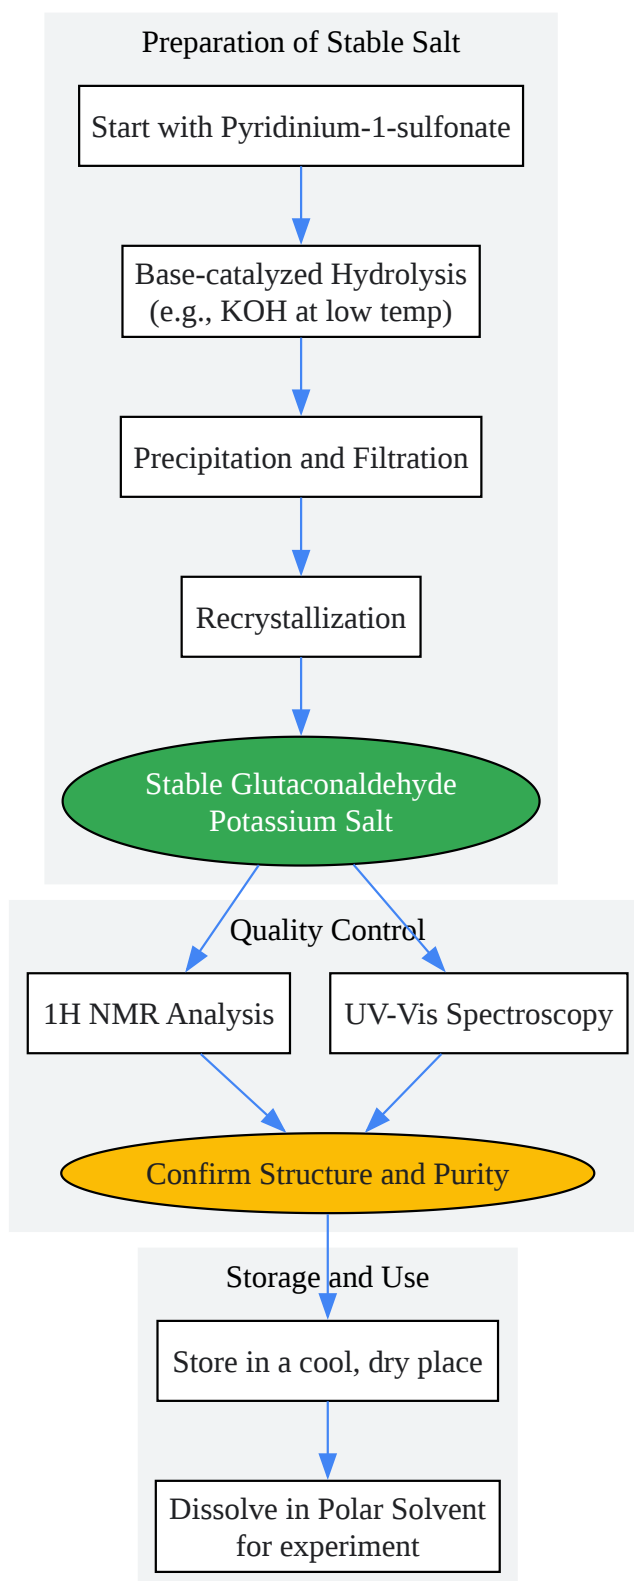 Preparation of Stable Salt
Start with Pyridinium-1-sulfonate
Base-catalyzed Hydrolysis
(e.g., KOH at low temp)
Precipitation and Filtration
Recrystallization
Stable Glutaconaldehyde
Potassium Salt
Quality Control
1H NMR Analysis
UV-Vis Spectroscopy
Confirm Structure and Purity
Storage and Use
Store in a cool, dry place
Dissolve in Polar Solvent
for experiment